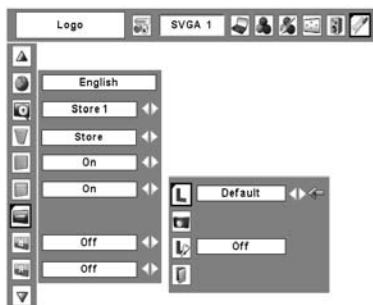 Logo
SVGA 1
English
Store 1
Store
On
On
Default
Off
Off
Off